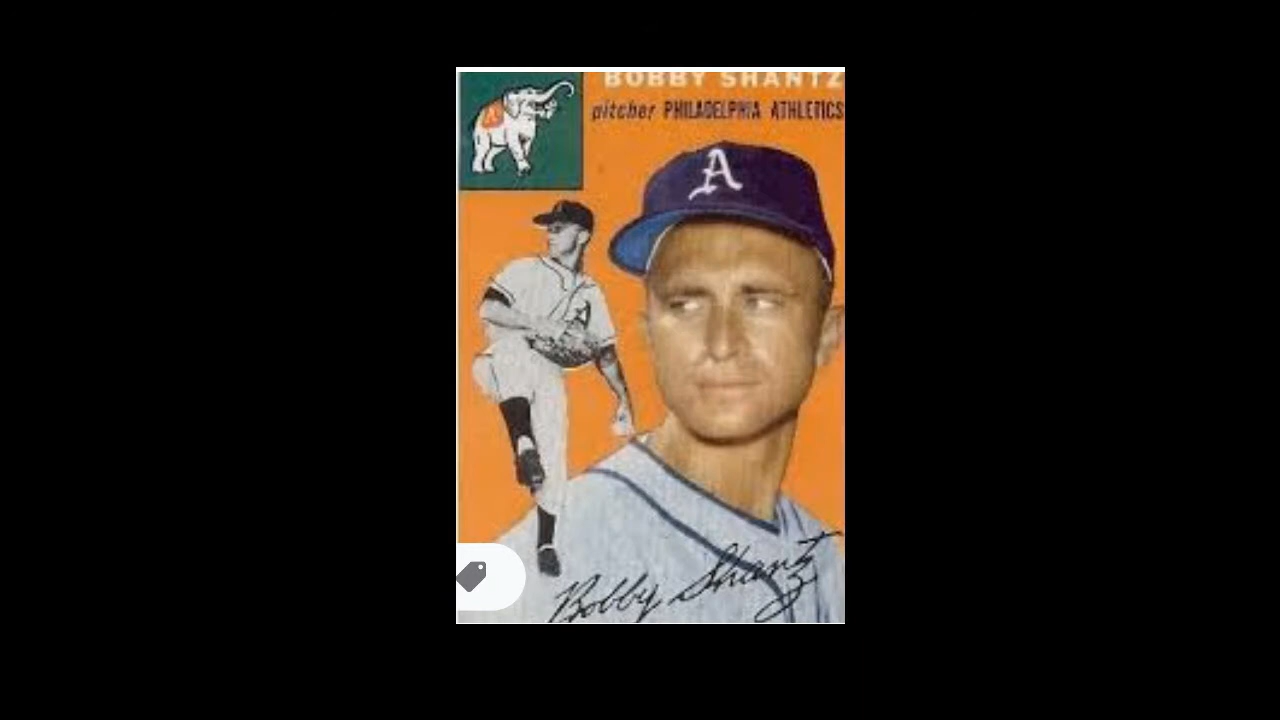 BOBBY SHANTZ
pitcher PHILADELPHIA ATHLETICS
A
A
A
Bobby Shantz